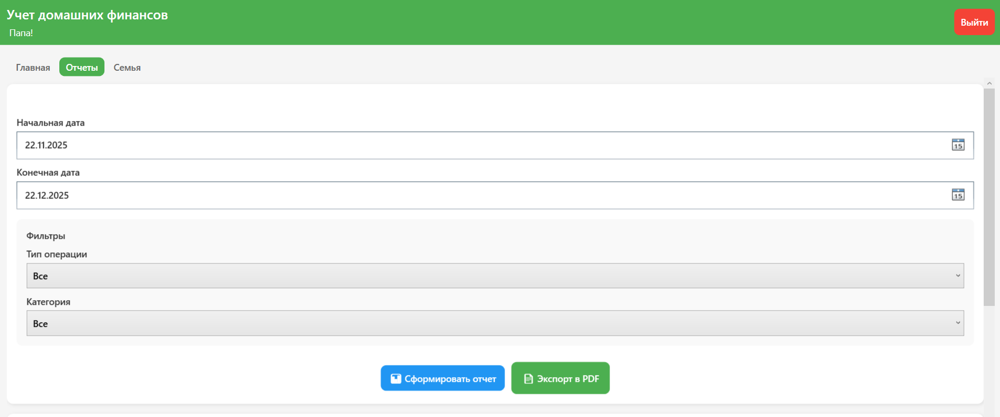 Учет домашних финансов
Папа!
Выйти
Главная Отчеты Семья
Начальная дата
22.11.2025
15
Конечная дата
22.12.2025
15
Фильтры
Тип операции
Все
Категория
Все
Сформировать отчет Экспорт в PDF